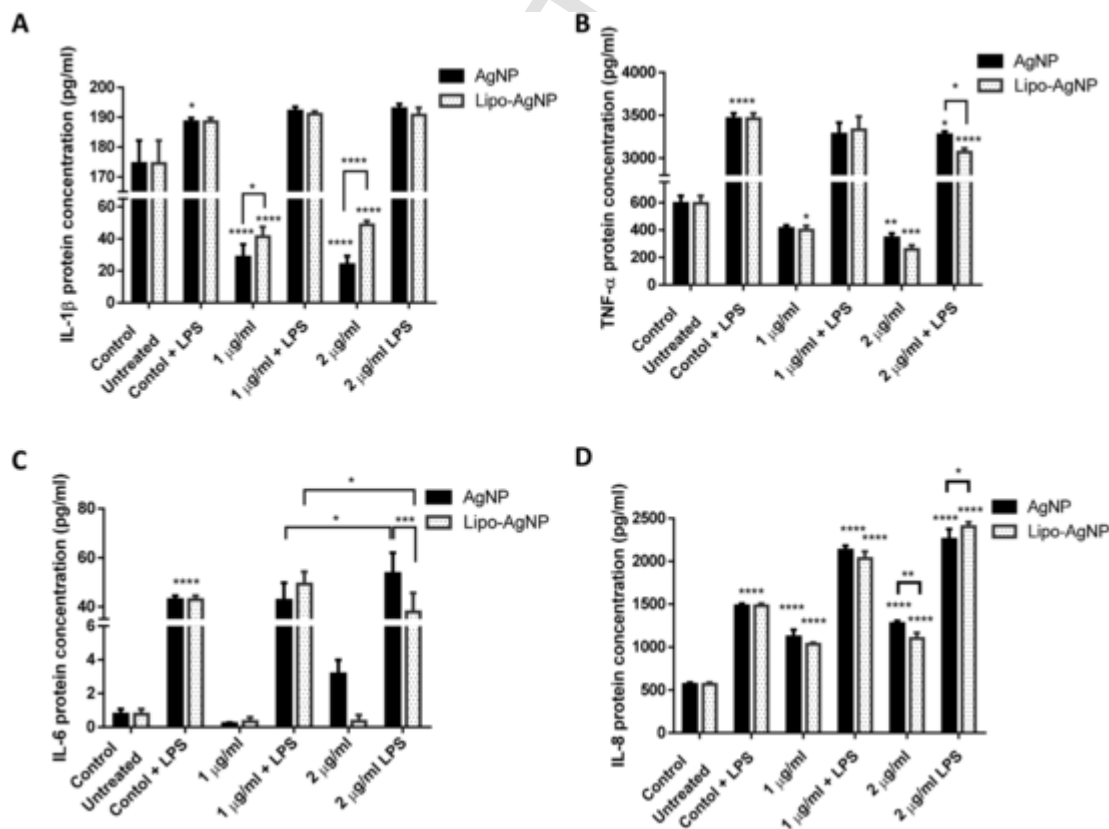 A
IL-1β protein concentration (pg/ml)
200
190
180
170
60
40
20
0
*
****
*
****
****
****
****
AgNP
Lipo-AgNP
Control
Untreated
Contol + LPS
1 μg/ml
1 μg/ml + LPS
2 μg/ml
2 μg/ml LPS
B
TNF-α protein concentration (pg/ml)
4000
3500
3000
600
400
200
0
****
*
**
***
*
*
****
AgNP
Lipo-AgNP
Control
Untreated
Contol + LPS
1 μg/ml
1 μg/ml + LPS
2 μg/ml
2 μg/ml + LPS
C
IL-6 protein concentration (pg/ml)
80
60
40
6
4
2
0
****
*
*
***
AgNP
Lipo-AgNP
Control
Untreated
Contol + LPS
1 μg/ml
1 μg/ml + LPS
2 μg/ml
2 μg/ml LPS
D
IL-8 protein concentration (pg/ml)
2500
2000
1500
1000
500
0
****
****
****
****
****
**
****
****
*
****
****
AgNP
Lipo-AgNP
Control
Untreated
Contol + LPS
1 μg/ml
1 μg/ml + LPS
2 μg/ml
2 μg/ml LPS